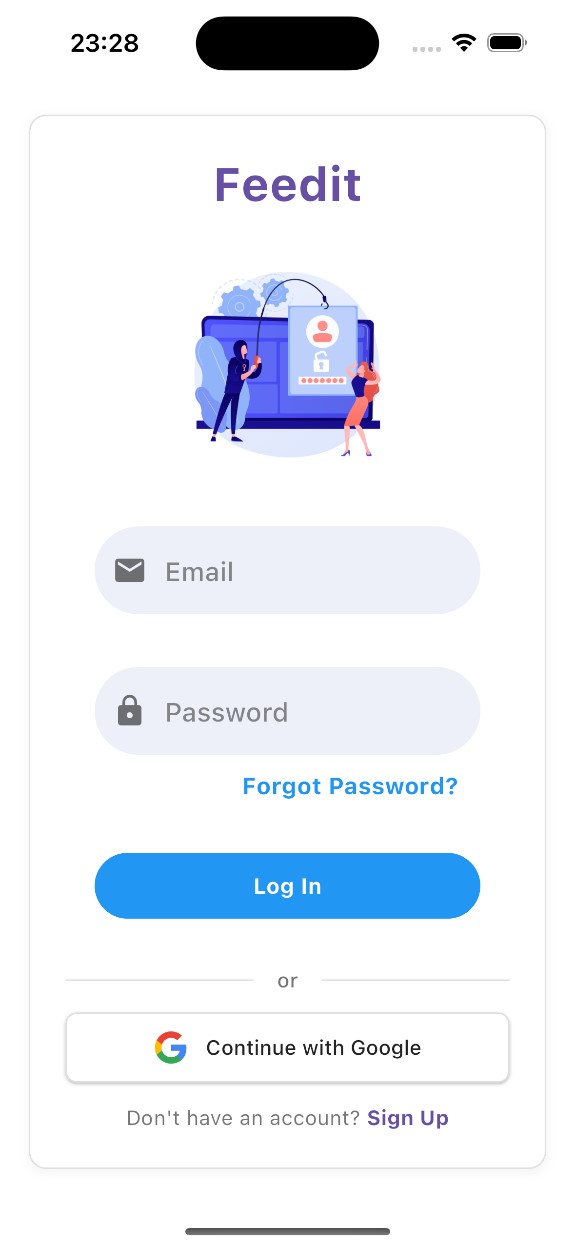 23:28
Feedit
Email
Password
Forgot Password?
Log In
or
Continue with Google
Don't have an account? Sign Up